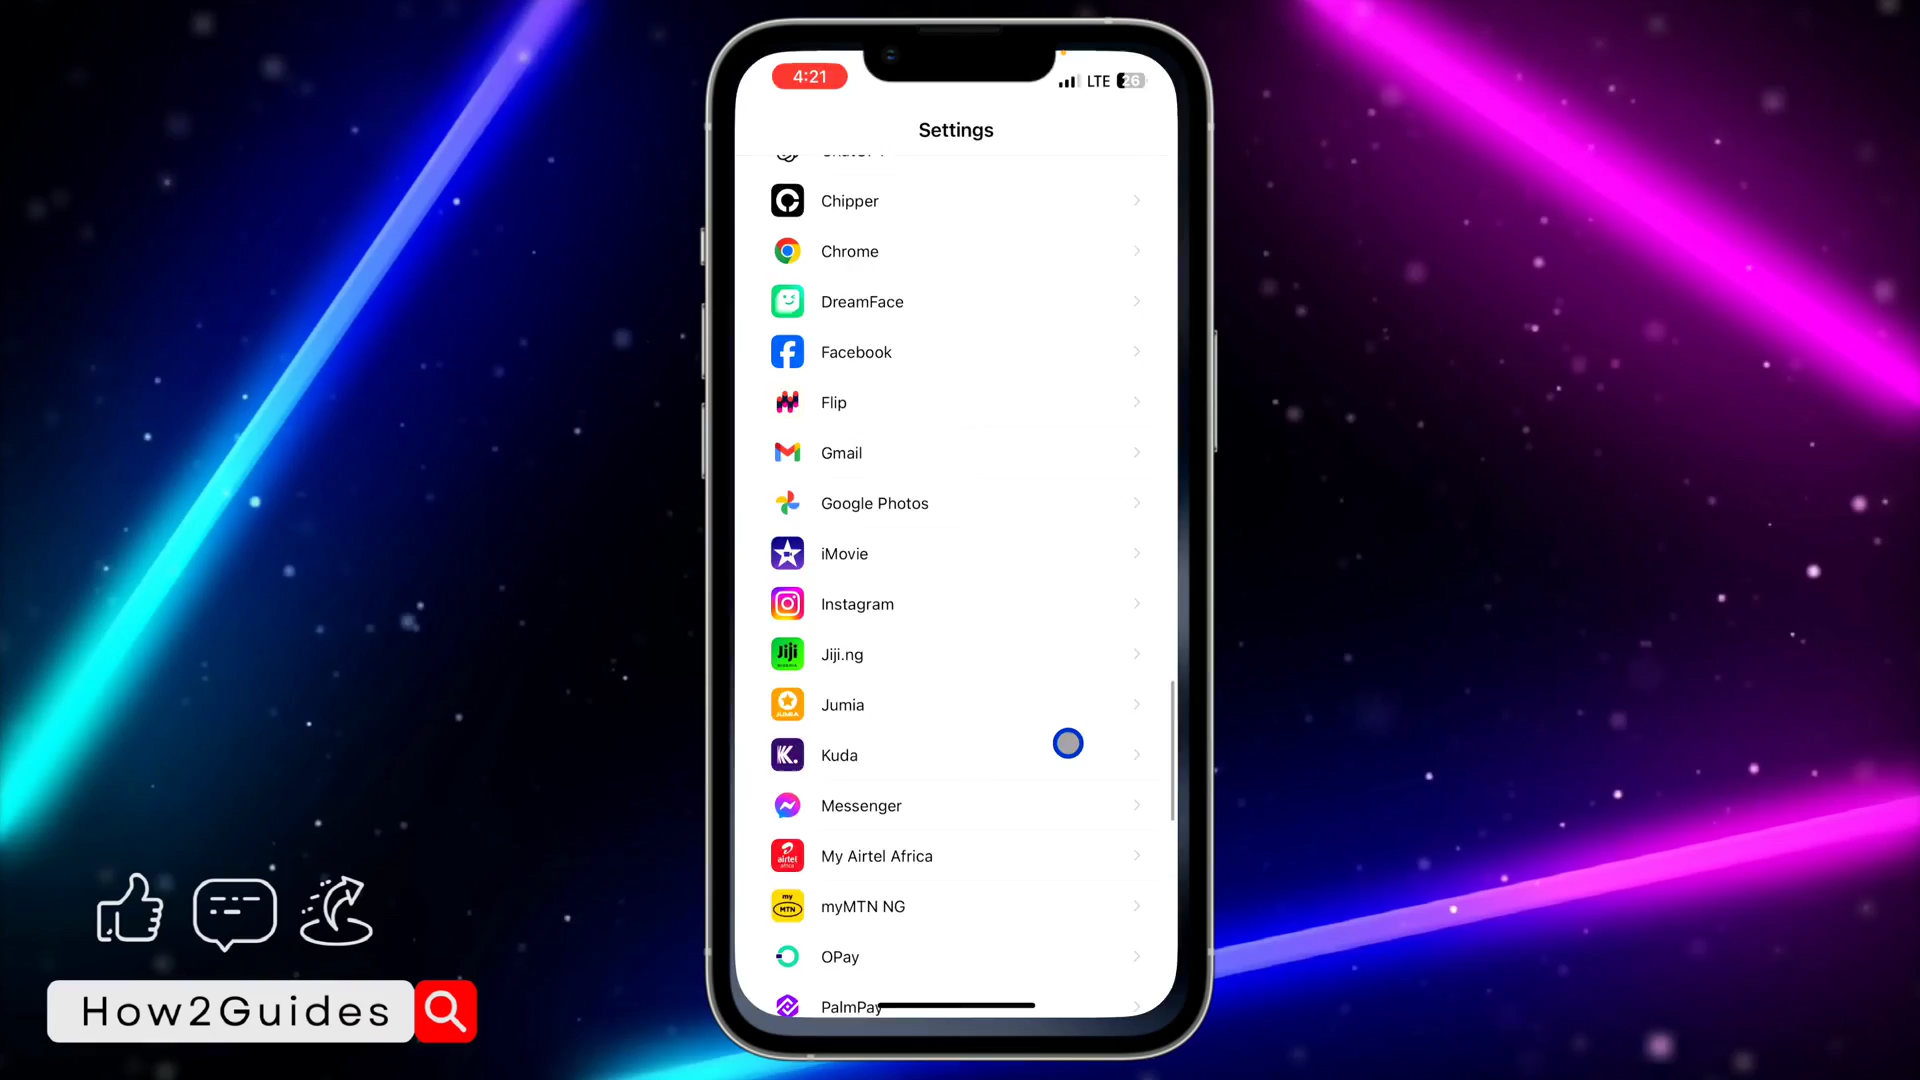 4:21
LTE 26
Settings
Chipper
Chrome
DreamFace
Facebook
Flip
Gmail
Google Photos
iMovie
Instagram
Jiji.ng
Jumia
Kuda
Messenger
My Airtel Africa
myMTN NG
OPay
PalmPay
How2Guides